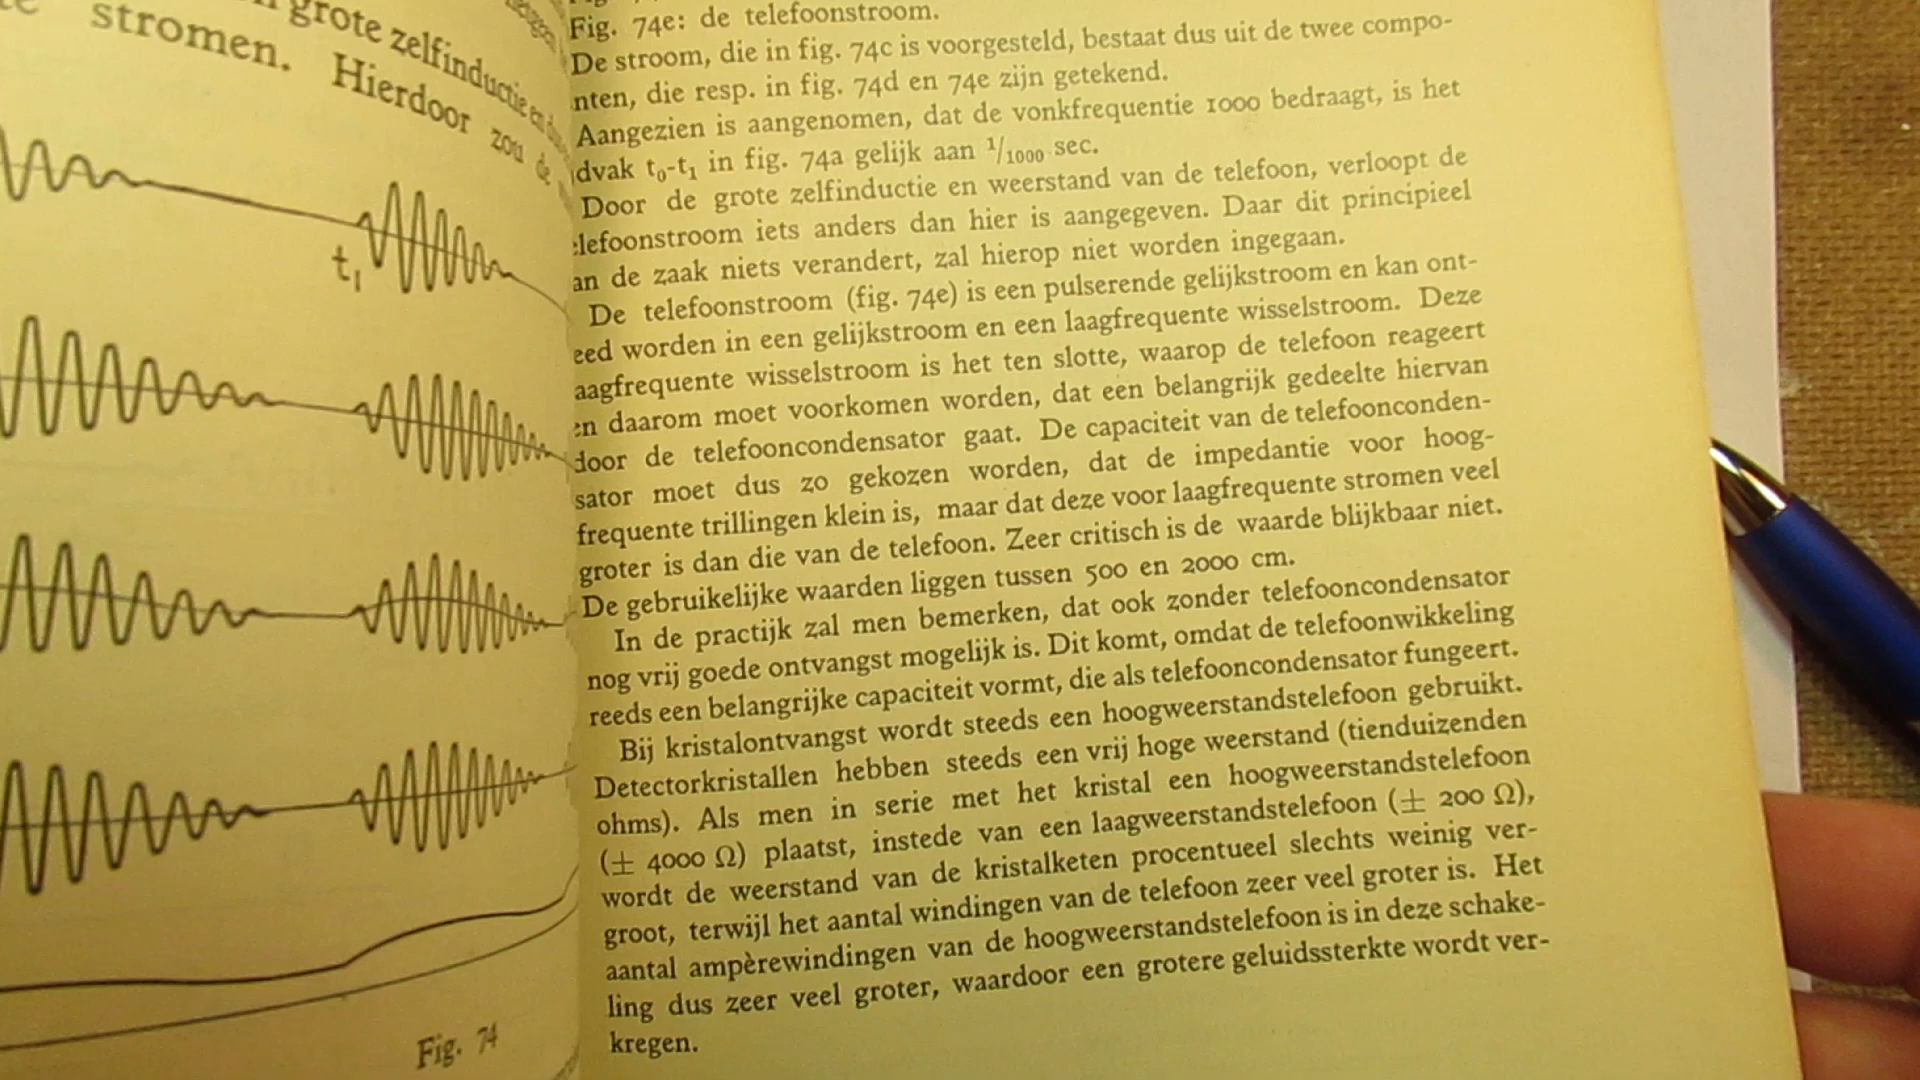 grote zelfinductie en
stromen. Hierdoor zou de
t₁
Fig. 74
Fig. 74e: de telefoonstroom.
De stroom, die in fig. 74c is voorgesteld, bestaat dus uit de twee compo-
nten, die resp. in fig. 74d en 74e zijn getekend.
Aangezien is aangenomen, dat de vonkfrequentie 1000 bedraagt, is het
dvak t₀-t₁ in fig. 74a gelijk aan ¹/₁₀₀₀ sec.
Door de grote zelfinductie en weerstand van de telefoon, verloopt de
lefoonstroom iets anders dan hier is aangegeven. Daar dit principieel
an de zaak niets verandert, zal hierop niet worden ingegaan.
De telefoonstroom (fig. 74e) is een pulserende gelijkstroom en kan ont-
eed worden in een gelijkstroom en een laagfrequente wisselstroom. Deze
aagfrequente wisselstroom is het ten slotte, waarop de telefoon reageert
en daarom moet voorkomen worden, dat een belangrijk gedeelte hiervan
door de telefooncondensator gaat. De capaciteit van de telefoonconden-
sator moet dus zo gekozen worden, dat de impedantie voor hoog-
frequente trillingen klein is, maar dat deze voor laagfrequente stromen veel
groter is dan die van de telefoon. Zeer critisch is de waarde blijkbaar niet.
De gebruikelijke waarden liggen tussen 500 en 2000 cm.
In de practijk zal men bemerken, dat ook zonder telefooncondensator
nog vrij goede ontvangst mogelijk is. Dit komt, omdat de telefoonwikkeling
reeds een belangrijke capaciteit vormt, die als telefooncondensator fungeert.
Bij kristalontvangst wordt steeds een hoogweerstandstelefoon gebruikt.
Detectorkristallen hebben steeds een vrij hoge weerstand (tienduizenden
ohms). Als men in serie met het kristal een hoogweerstandstelefoon
(± 4000 Ω) plaatst, instede van een laagweerstandstelefoon (± 200 Ω),
wordt de weerstand van de kristalketen procentueel slechts weinig ver-
groot, terwijl het aantal windingen van de telefoon zeer veel groter is. Het
aantal ampèrewindingen van de hoogweerstandstelefoon is in deze schake-
ling dus zeer veel groter, waardoor een grotere geluidssterkte wordt ver-
kregen.